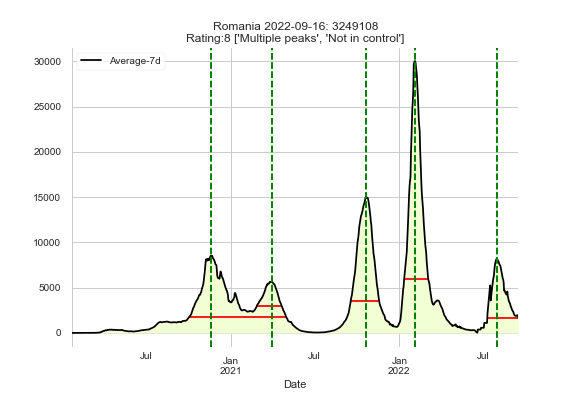 Romania 2022-09-16: 3249108
Rating:8 ['Multiple peaks', 'Not in control']
Average-7d
30000
25000
20000
15000
10000
5000
0
Jul
Jan
2021
Jul
Jan
2022
Jul
Date